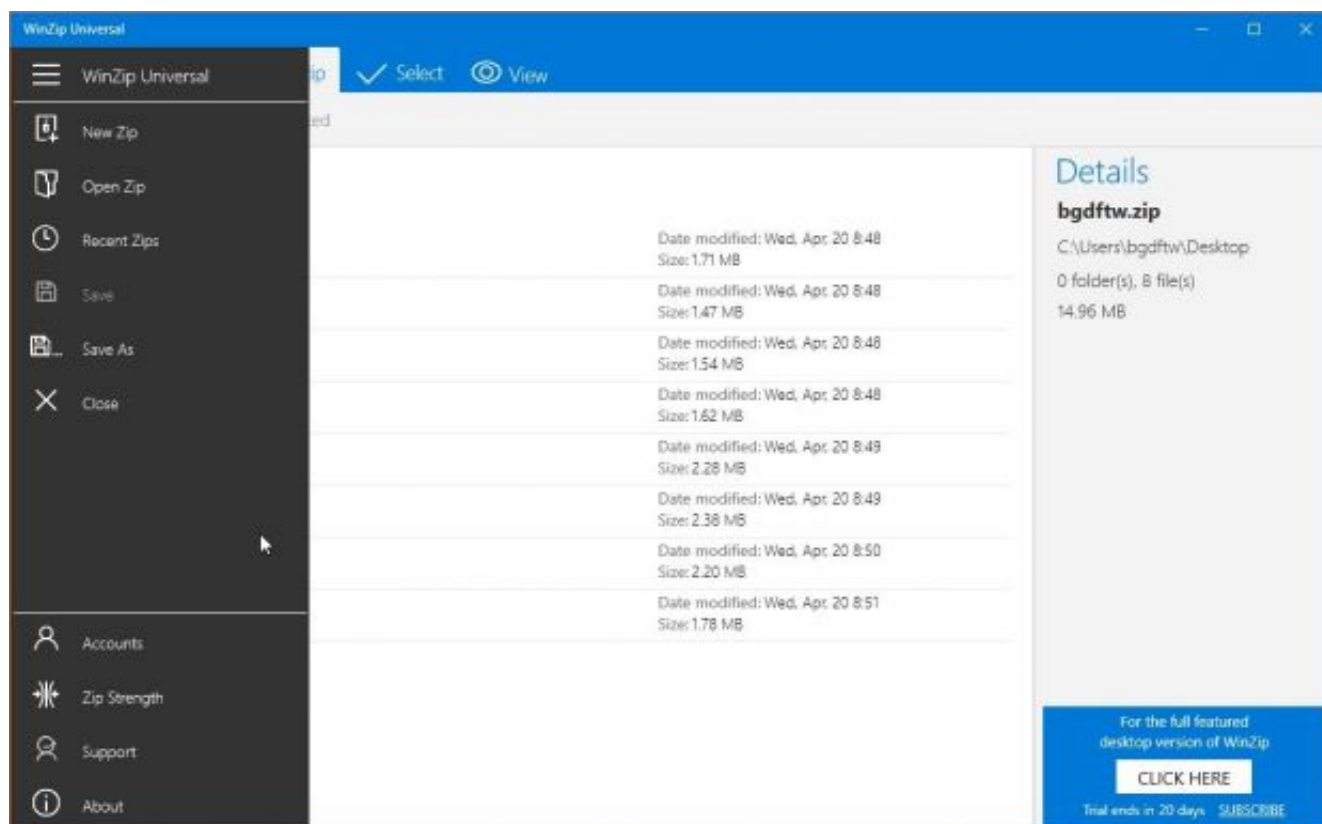 WinZip Universal
WinZip Universal
ip
Select
View
New Zip
ed
Open Zip
Recent Zips
Save
Save As
Close
Date modified: Wed, Apr, 20 8:48
Size: 1.71 MB
Date modified: Wed, Apr, 20 8:48
Size: 1.47 MB
Date modified: Wed, Apr, 20 8:48
Size: 1.54 MB
Date modified: Wed, Apr, 20 8:48
Size: 1.62 MB
Date modified: Wed, Apr, 20 8:49
Size: 2.28 MB
Date modified: Wed, Apr, 20 8:49
Size: 2.38 MB
Date modified: Wed, Apr, 20 8:50
Size: 2.20 MB
Date modified: Wed, Apr, 20 8:51
Size: 1.78 MB
Details
bgdftw.zip
C:\Users\bgdftw\Desktop
0 folder(s), 8 file(s)
14.96 MB
Accounts
Zip Strength
Support
About
For the full featured
desktop version of WinZip
CLICK HERE
Trial ends in 20 days SUBSCRIBE